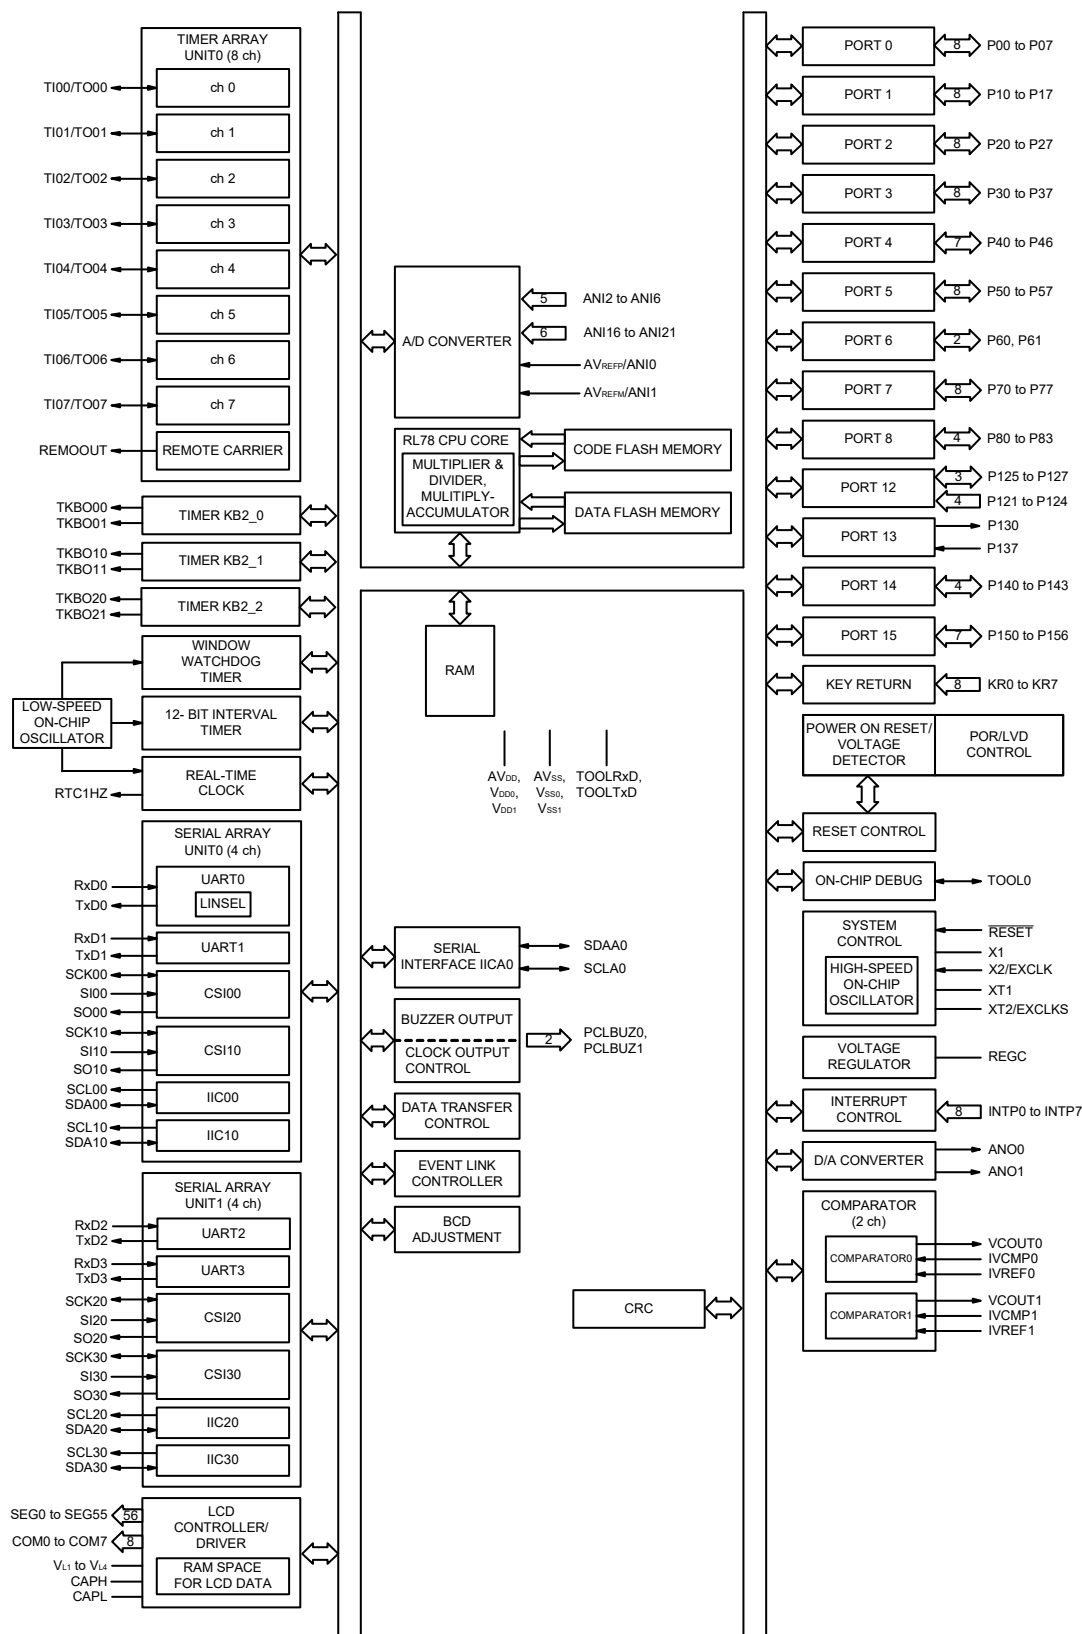 TIMER ARRAY
UNIT0 (8 ch)
TI00/TO00
ch 0
TI01/TO01
ch 1
TI02/TO02
ch 2
TI03/TO03
ch 3
TI04/TO04
ch 4
TI05/TO05
ch 5
TI06/TO06
ch 6
TI07/TO07
ch 7
REMOOUT
REMOTE CARRIER
TKBO00
TKBO01
TIMER KB2_0
TKBO10
TKBO11
TIMER KB2_1
TKBO20
TKBO21
TIMER KB2_2
WINDOW
WATCHDOG
TIMER
LOW-SPEED
ON-CHIP
OSCILLATOR
12- BIT INTERVAL
TIMER
REAL-TIME
CLOCK
RTC1HZ
SERIAL ARRAY
UNIT0 (4 ch)
RxD0
TxD0
UART0
LINSEL
RxD1
TxD1
UART1
SCK00
SI00
SO00
CSI00
SCK10
SI10
SO10
CSI10
SCL00
SDA00
IIC00
SCL10
SDA10
IIC10
SERIAL ARRAY
UNIT1 (4 ch)
RxD2
TxD2
UART2
RxD3
TxD3
UART3
SCK20
SI20
SO20
CSI20
SCK30
SI30
SO30
CSI30
SCL20
SDA20
IIC20
SCL30
SDA30
IIC30
SEG0 to SEG55
56
COM0 to COM7
8
VL1 to VL4
CAPH
CAPL
LCD
CONTROLLER/
DRIVER
RAM SPACE
FOR LCD DATA
A/D CONVERTER
5
ANI2 to ANI6
6
ANI16 to ANI21
AVREFP/ANI0
AVREFM/ANI1
RL78 CPU CORE
MULTIPLIER &
DIVIDER,
MULITIPLY-
ACCUMULATOR
CODE FLASH MEMORY
DATA FLASH MEMORY
RAM
AVDD,
VDD0,
VDD1
AVSS,
VSS0,
VSS1
TOOLRxD,
TOOLTxD
SERIAL
INTERFACE IICA0
SDAA0
SCLA0
BUZZER OUTPUT
CLOCK OUTPUT
CONTROL
2
PCLBUZ0,
PCLBUZ1
DATA TRANSFER
CONTROL
EVENT LINK
CONTROLLER
BCD
ADJUSTMENT
CRC
PORT 0
8
P00 to P07
PORT 1
8
P10 to P17
PORT 2
8
P20 to P27
PORT 3
8
P30 to P37
PORT 4
7
P40 to P46
PORT 5
8
P50 to P57
PORT 6
2
P60, P61
PORT 7
8
P70 to P77
PORT 8
4
P80 to P83
PORT 12
3
P125 to P127
4
P121 to P124
PORT 13
P130
P137
PORT 14
4
P140 to P143
PORT 15
7
P150 to P156
KEY RETURN
8
KR0 to KR7
POWER ON RESET/
VOLTAGE
DETECTOR
POR/LVD
CONTROL
RESET CONTROL
ON-CHIP DEBUG
TOOL0
SYSTEM
CONTROL
HIGH-SPEED
ON-CHIP
OSCILLATOR
RESET
X1
X2/EXCLK
XT1
XT2/EXCLKS
VOLTAGE
REGULATOR
REGC
INTERRUPT
CONTROL
8
INTP0 to INTP7
D/A CONVERTER
ANO0
ANO1
COMPARATOR
(2 ch)
COMPARATOR0
VCOUT0
IVCMP0
IVREF0
COMPARATOR1
VCOUT1
IVCMP1
IVREF1